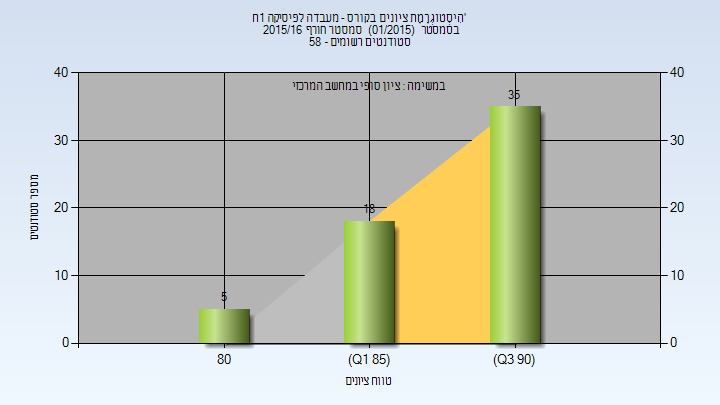 היסטוגרמת ציונים בקורס - מעבדה לפיסיקה 1ח'
בסמסטר (01/2015) סמסטר חורף 2015/16
סטודנטים רשומים - 58
במשימה : ציון סופי במחשב המרכזי
40
40
35
30
30
מספר סטודנטים
20
18
20
10
10
5
0
0
80
(Q1 85)
(Q3 90)
טווח ציונים